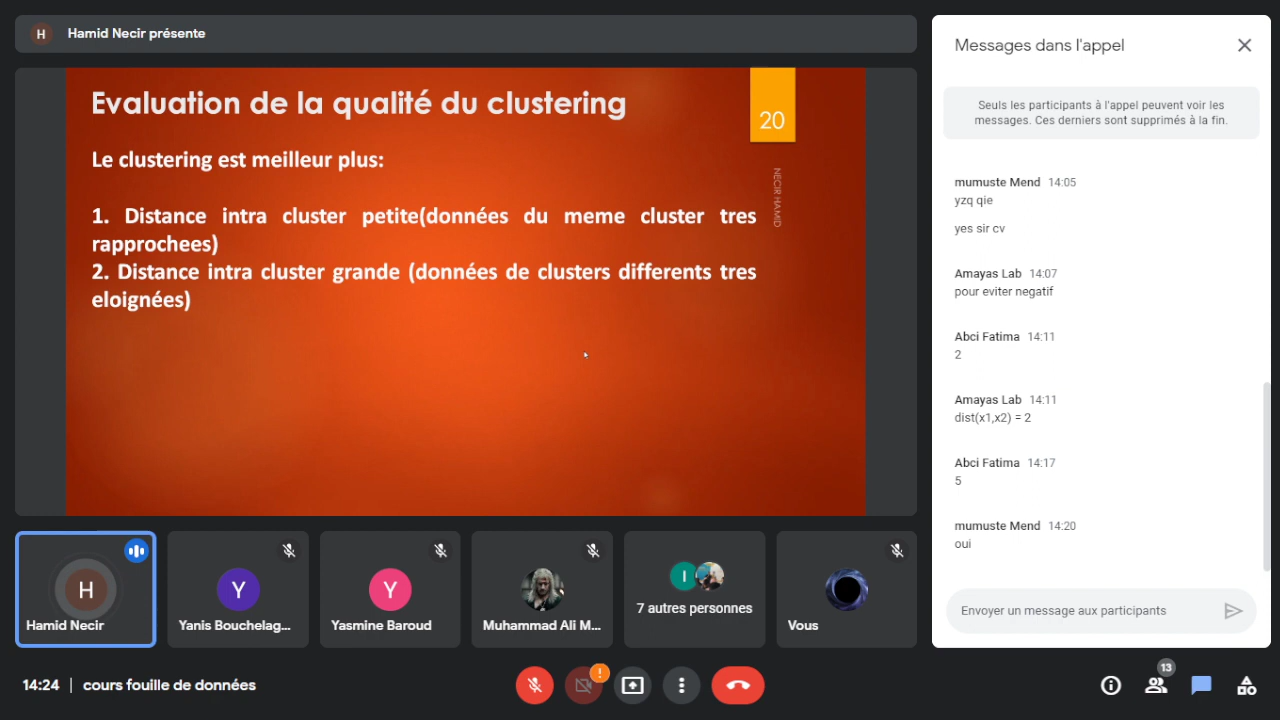 H Hamid Necir présente
Evaluation de la qualité du clustering
20
Le clustering est meilleur plus:
1. Distance intra cluster petite(données du meme cluster tres
rapprochees)
2. Distance intra cluster grande (données de clusters differents tres
eloignées)
NECIR HAMID
H
Hamid Necir
Y
Yanis Bouchelag...
Y
Yasmine Baroud
Muhammad Ali M...
I
7 autres personnes
Vous
14:24 | cours fouille de données
!
13
Messages dans l'appel
Seuls les participants à l'appel peuvent voir les
messages. Ces derniers sont supprimés à la fin.
mumuste Mend 14:05
yzq qie
yes sir cv
Amayas Lab 14:07
pour eviter negatif
Abci Fatima 14:11
2
Amayas Lab 14:11
dist(x1,x2) = 2
Abci Fatima 14:17
5
mumuste Mend 14:20
oui
Envoyer un message aux participants